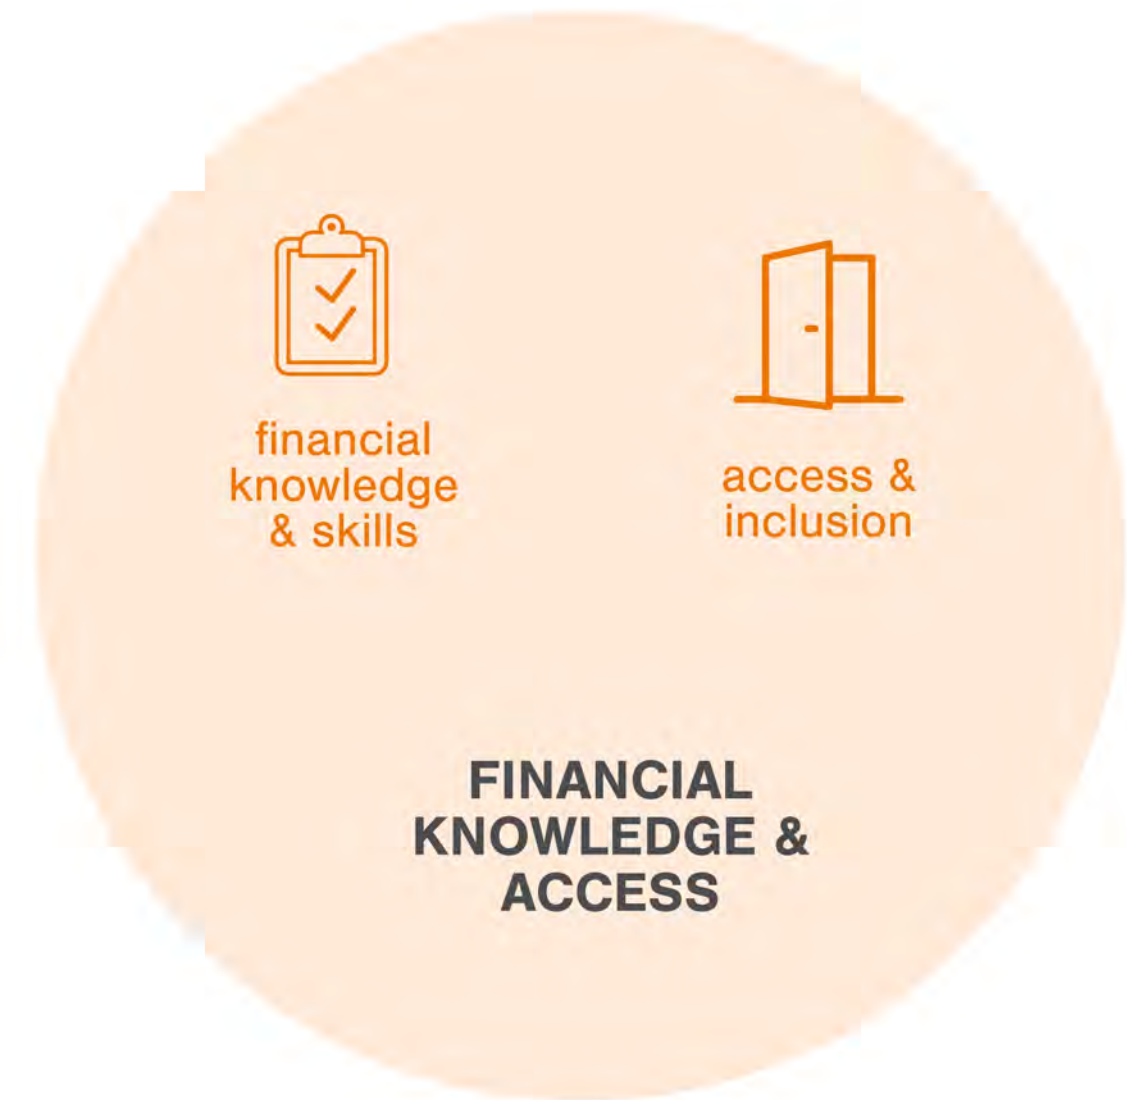 financial
knowledge
& skills
access &
inclusion
FINANCIAL
KNOWLEDGE &
ACCESS